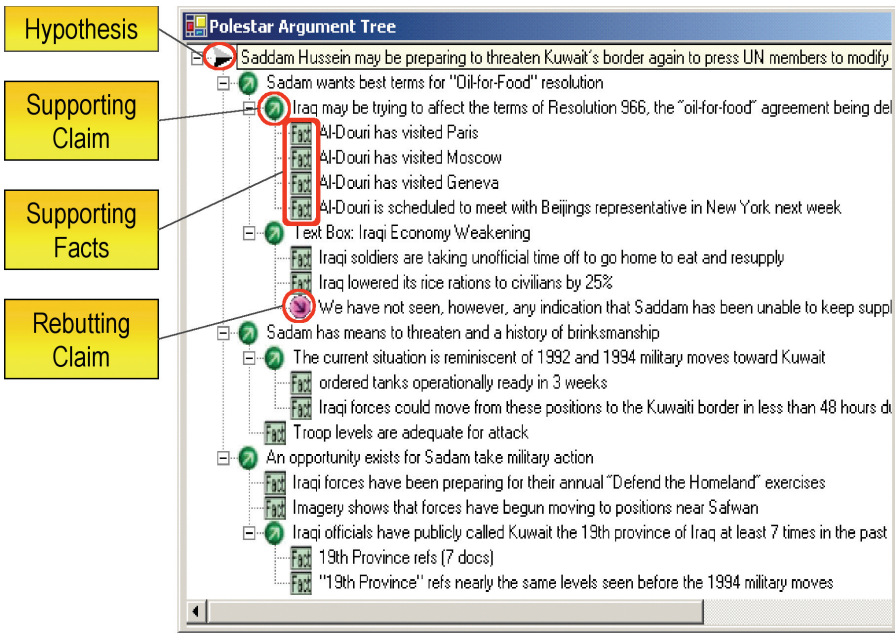 Hypothesis
Supporting
Claim
Supporting
Facts
Rebutting
Claim
Polestar Argument Tree
Saddam Hussein may be preparing to threaten Kuwait's border again to press UN members to modify
Sadam wants best terms for "Oil-for-Food" resolution
Iraq may be trying to affect the terms of Resolution 966, the "oil-for-food" agreement being del
Fact Al-Douri has visited Paris
Fact Al-Douri has visited Moscow
Fact Al-Douri has visited Geneva
Fact Al-Douri is scheduled to meet with Beijings representative in New York next week
Text Box: Iraqi Economy Weakening
Fact Iraqi soldiers are taking unofficial time off to go home to eat and resupply
Fact Iraq lowered its rice rations to civilians by 25%
We have not seen, however, any indication that Saddam has been unable to keep suppl
Sadam has means to threaten and a history of brinksmanship
The current situation is reminiscent of 1992 and 1994 military moves toward Kuwait
Fact ordered tanks operationally ready in 3 weeks
Fact Iraqi forces could move from these positions to the Kuwaiti border in less than 48 hours du
Fact Troop levels are adequate for attack
An opportunity exists for Sadam take military action
Fact Iraqi forces have been preparing for their annual "Defend the Homeland" exercises
Fact Imagery shows that forces have begun moving to positions near Safwan
Iraqi officials have publicly called Kuwait the 19th province of Iraq at least 7 times in the past
Fact 19th Province refs (7 docs)
Fact "19th Province" refs nearly the same levels seen before the 1994 military moves